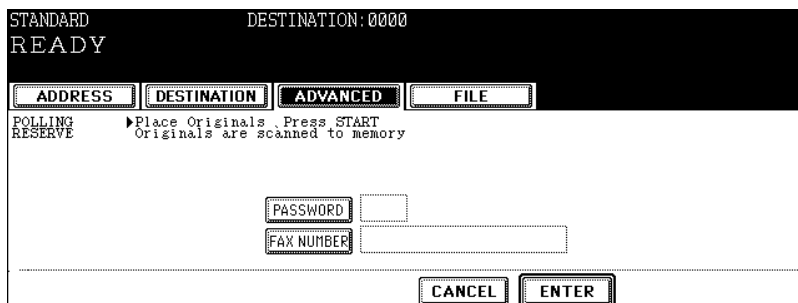 STANDARD DESTINATION:0000
READY
ADDRESS DESTINATION ADVANCED FILE
POLLING ▶Place Originals、Press START
RESERVE Originals are scanned to memory
PASSWORD
FAX NUMBER
CANCEL ENTER